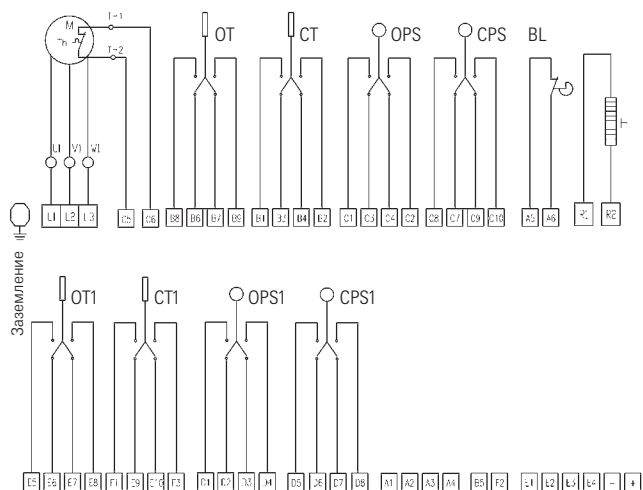 M
Th
T-1
T-2
OT
CT
OPS
CPS
BL
U1 V1 W1
T
L1 L2 L3 C5 C6 B8 B6 B7 B9 B1 B3 B4 B2 C1 C3 C4 C2 C8 C7 C9 C10 A5 A6 R1 R2
Заземление
OT1
CT1
OPS1
CPS1
E5 E6 E7 E8 F1 E9 E10 F3 D1 D2 D3 D4 D5 D6 D7 D8 A1 A2 A3 A4 B5 F2 E1 E2 E3 E4 - +